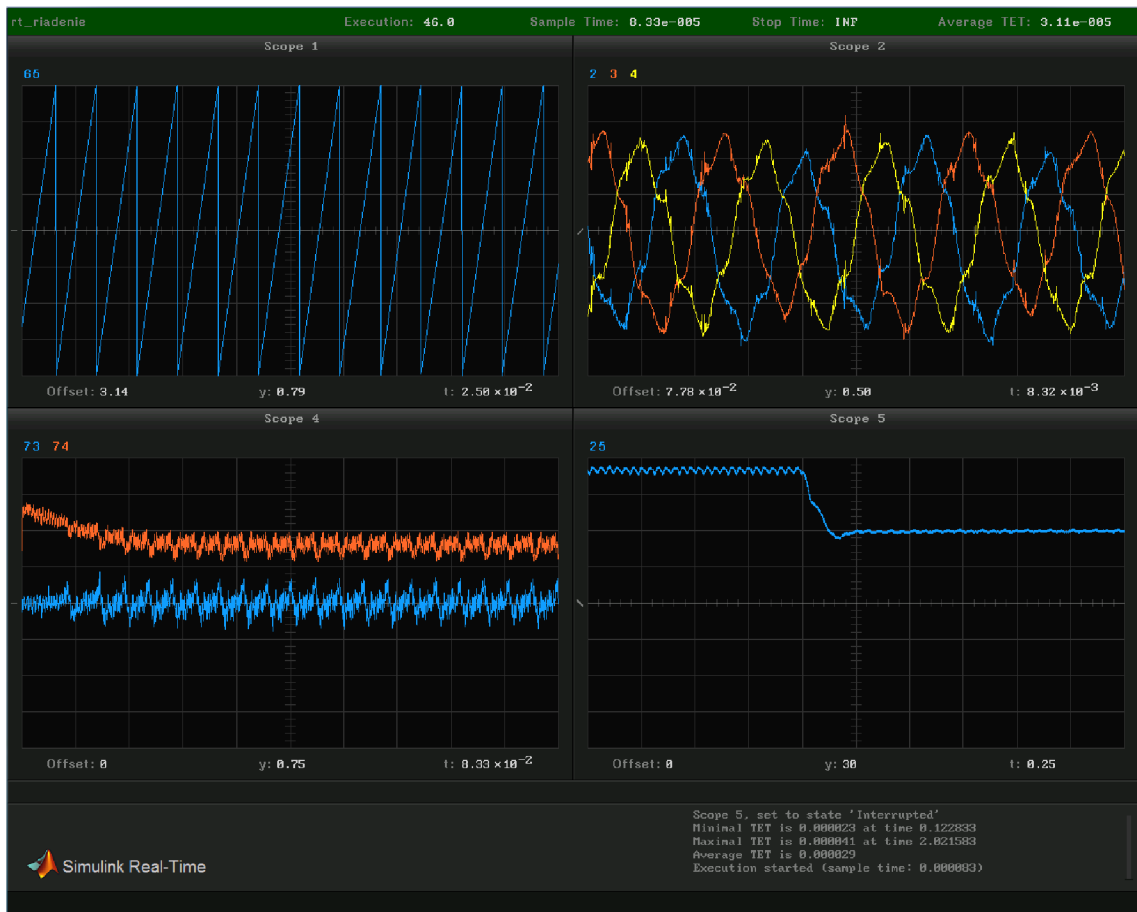 rt_riadenie Execution: 46.0 Sample Time: 8.33e-005 Stop Time: INF Average TET: 3.11e-005
Scope 1
65
Offset: 3.14 y: 0.79 t: 2.50 ×10⁻²
Scope 2
2 3 4
Offset: 7.78 ×10⁻² y: 0.50 t: 8.32 ×10⁻³
Scope 4
73 74
Offset: 0 y: 0.75 t: 8.33 ×10⁻²
Scope 5
25
Offset: 0 y: 30 t: 0.25
Simulink Real-Time
Scope 5, set to state 'Interrupted'
Minimal TET is 0.000023 at time 0.122833
Maximal TET is 0.000041 at time 2.021583
Average TET is 0.000029
Execution started (sample time: 0.000083)